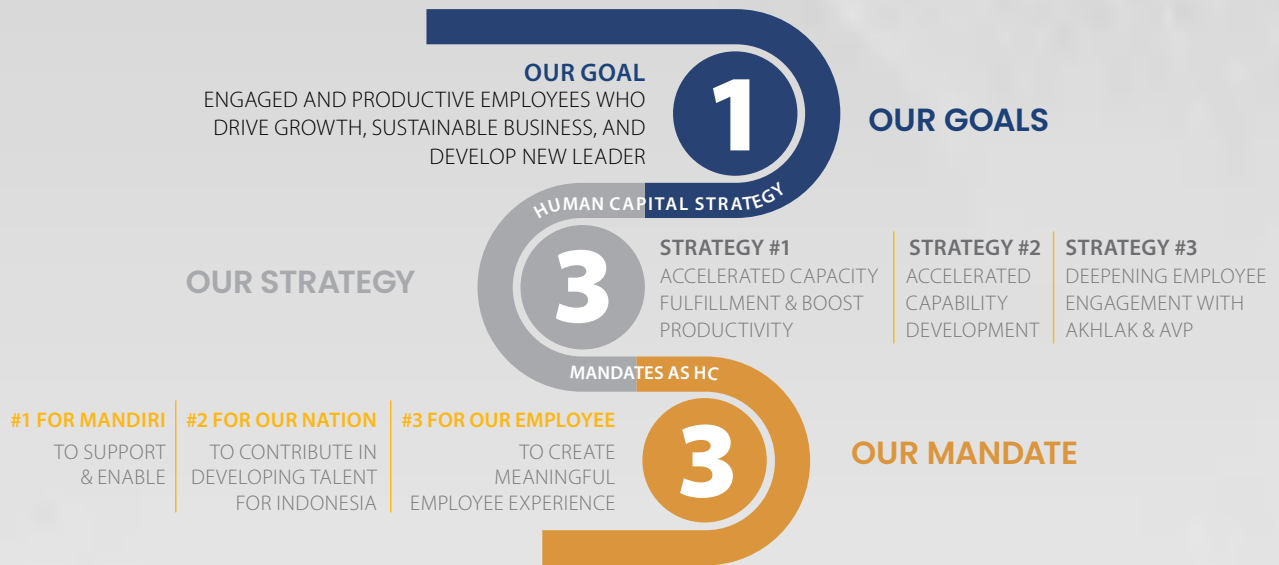 OUR GOAL
ENGAGED AND PRODUCTIVE EMPLOYEES WHO
DRIVE GROWTH, SUSTAINABLE BUSINESS, AND
DEVELOP NEW LEADER
1
OUR GOALS
HUMAN CAPITAL STRATEGY
OUR STRATEGY
3
STRATEGY #1
ACCELERATED CAPACITY
FULFILLMENT & BOOST
PRODUCTIVITY
STRATEGY #2
ACCELERATED
CAPABILITY
DEVELOPMENT
STRATEGY #3
DEEPENING EMPLOYEE
ENGAGEMENT WITH
AKHLAK & AVP
MANDATES AS HC
#1 FOR MANDIRI
TO SUPPORT
& ENABLE
#2 FOR OUR NATION
TO CONTRIBUTE IN
DEVELOPING TALENT
FOR INDONESIA
#3 FOR OUR EMPLOYEE
TO CREATE
MEANINGFUL
EMPLOYEE EXPERIENCE
3
OUR MANDATE